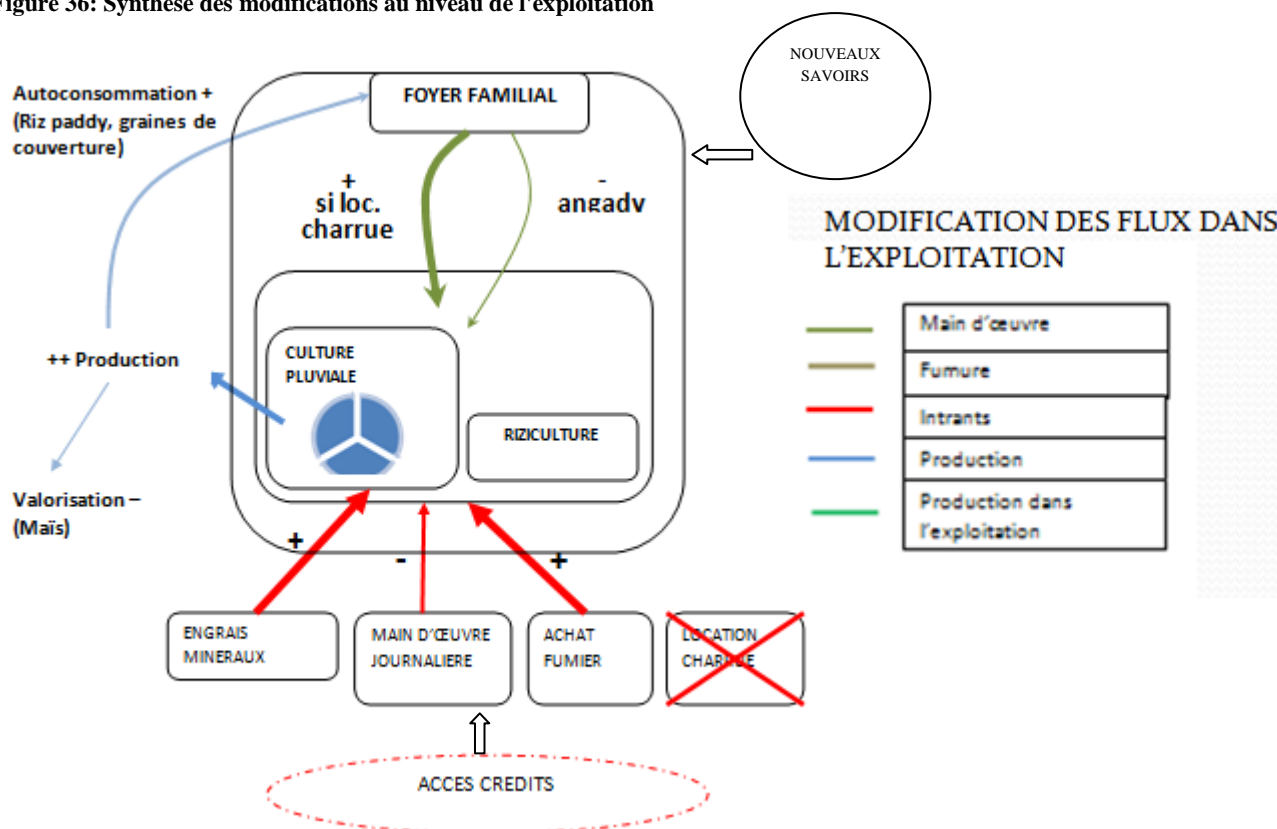 Figure 36: Synthèse des modifications au niveau de l'exploitation
NOUVEAUX
SAVOIRS
Autoconsommation +
(Riz paddy, graines de
couverture)
FOYER FAMILIAL
+
si loc.
charrue
-
angady
MODIFICATION DES FLUX DANS
L'EXPLOITATION
Main d'œuvre
Fumure
Intrants
Production
Production dans
l'exploitation
++ Production
CULTURE
PLUVIALE
RIZICULTURE
Valorisation –
(Maïs)
+
-
+
ENGRAIS
MINERAUX
MAIN D'ŒUVRE
JOURNALIERE
ACHAT
FUMIER
LOCATION
CHARRUE
ACCES CREDITS